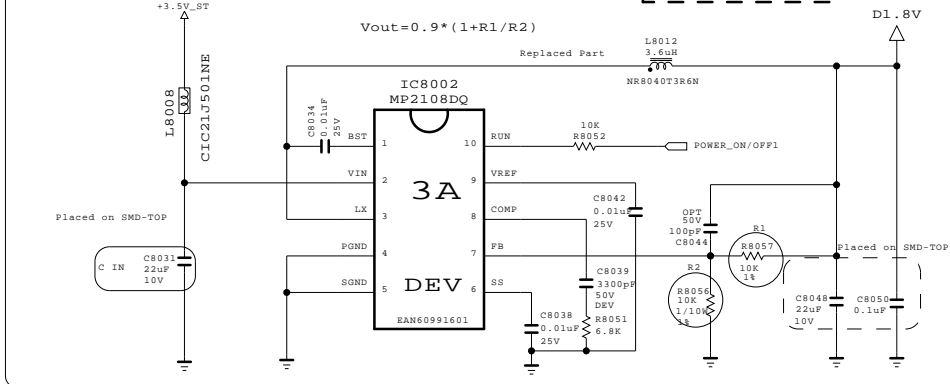 +3.5V_ST
Vout=0.9*(1+R1/R2)
D1.8V
Replaced Part
L8012
3.6uH
NR8040T3R6N
L8008
CIC21J501NE
IC8002
MP2108DQ
C8034
0.01uF
25V
BST
1
10
RUN
10K
R8052
POWER_ON/OFF1
VIN
2
3A
9
VREF
LX
3
8
COMP
PGND
4
7
FB
SGND
5
DEV
6
SS
EAN60991601
Placed on SMD-TOP
C IN
C8031
22uF
10V
C8042
0.01uF
25V
C8039
3300pF
50V
DEV
R8051
6.8K
C8038
0.01uF
25V
OPT
50V
100pF
C8044
R1
R8057
10K
1%
R2
R8056
10K
1/10W
1%
Placed on SMD-TOP
C8048
22uF
10V
C8050
0.1uF